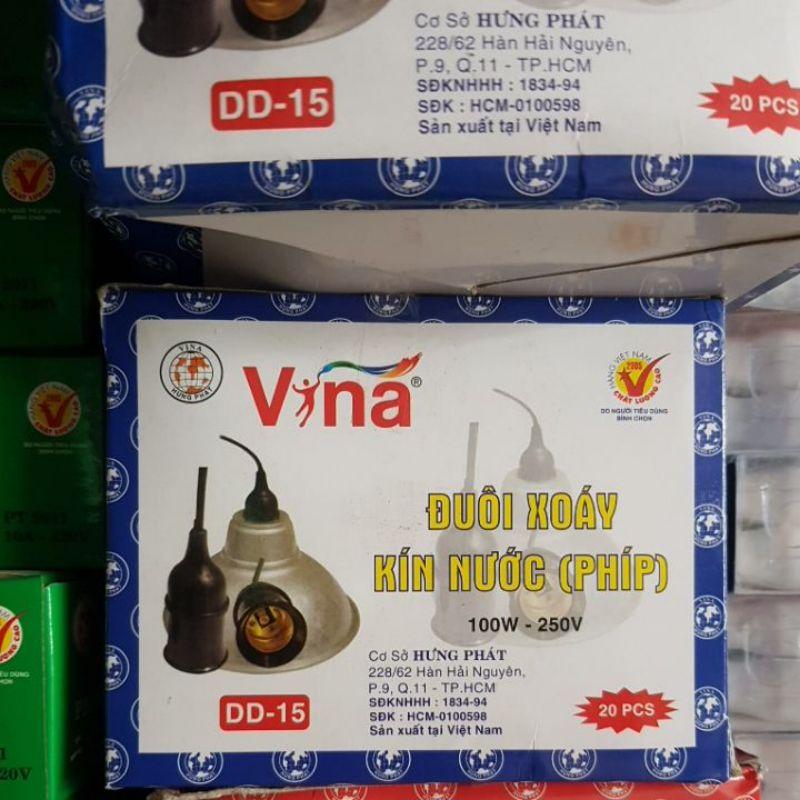 Cơ Sở HƯNG PHÁT
228/62 Hàn Hải Nguyên,
P.9, Q.11 - TP.HCM
SĐKNHHH : 1834-94
SĐK : HCM-0100598
Sản xuất tại Việt Nam
DD-15
20 PCS
VINA
HƯNG PHÁT
Vina®
HÀNG VIỆT NAM
2005
CHẤT LƯỢNG CAO
DO NGƯỜI TIÊU DÙNG
BÌNH CHỌN
ĐUÔI XOÁY
KÍN NƯỚC (PHÍP)
100W - 250V
Cơ Sở HƯNG PHÁT
228/62 Hàn Hải Nguyên,
P.9, Q.11 - TP.HCM
SĐKNHHH : 1834-94
SĐK : HCM-0100598
Sản xuất tại Việt Nam
DD-15
20 PCS